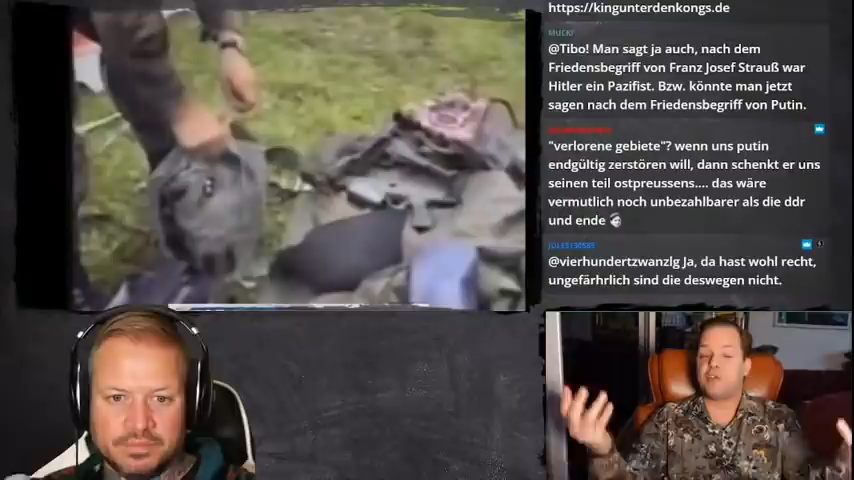 https://kingunterdenkongs.de
MUCKI
@Tibo! Man sagt ja auch, nach dem
Friedensbegriff von Franz Josef Strauß war
Hitler ein Pazifist. Bzw. könnte man jetzt
sagen nach dem Friedensbegriff von Putin.
"verlorene gebiete"? wenn uns putin
endgültig zerstören will, dann schenkt er uns
seinen teil ostpreussens.... das wäre
vermutlich noch unbezahlbarer als die ddr
und ende
@vierhundertzwanzIg Ja, da hast wohl recht,
ungefährhrlich sind die deswegen nicht.